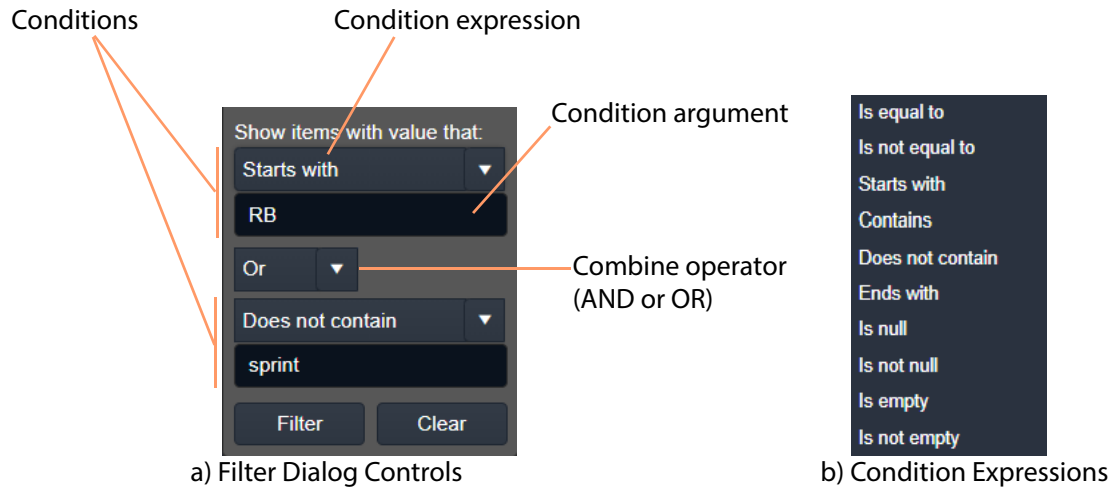 Conditions
Condition expression
Condition argument
Show items with value that:
Starts with
RB
Or
Combine operator
(AND or OR)
Does not contain
sprint
Filter
Clear
a) Filter Dialog Controls
Is equal to
Is not equal to
Starts with
Contains
Does not contain
Ends with
Is null
Is not null
Is empty
Is not empty
b) Condition Expressions